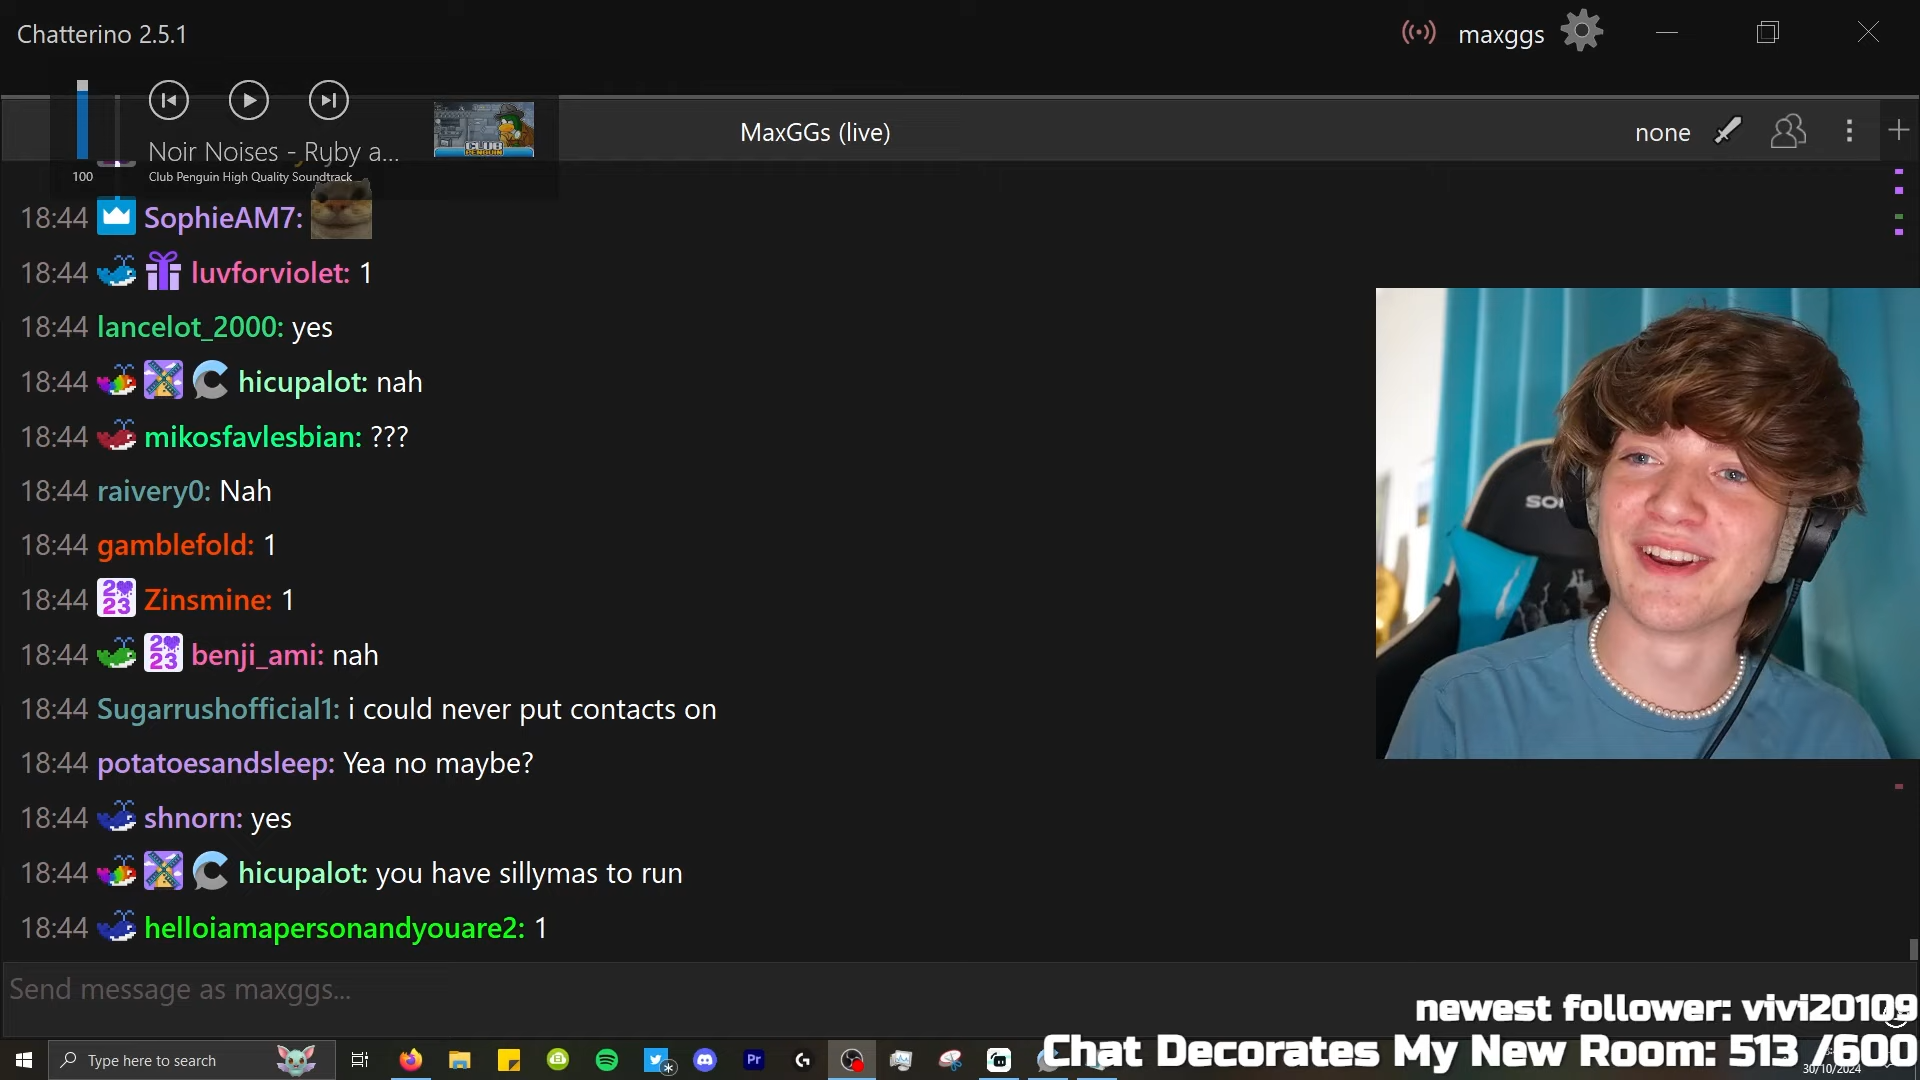 Chatterino 2.5.1
maxggs
Noir Noises - Ruby a...
Club Penguin High Quality Soundtrack
100
CLUB
PENGUIN
MaxGGs (live)
none
18:44 SophieAM7:
18:44 luvforviolet: 1
18:44 lancelot_2000: yes
18:44 hicupalot: nah
18:44 mikosfavlesbian: ???
18:44 raivery0: Nah
18:44 gamblefold: 1
18:44 2023 Zinsmine: 1
18:44 2023 benji_ami: nah
18:44 Sugarrushofficial1: i could never put contacts on
18:44 potatoesandsleep: Yea no maybe?
18:44 shnorn: yes
18:44 hicupalot: you have sillymas to run
18:44 helloiamapersonandyouare2: 1
Send message as maxggs...
newest follower: vivi20109
Chat Decorates My New Room: 513 /600
Type here to search
Pr
30/10/2024